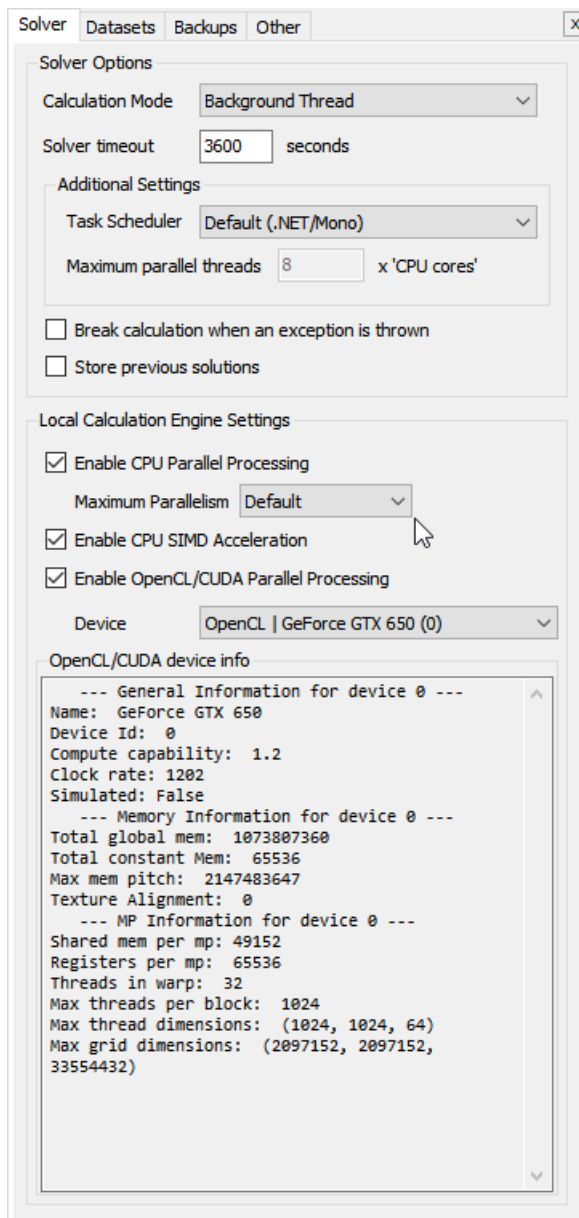 Solver Datasets Backups Other x
Solver Options
Calculation Mode Background Thread
Solver timeout 3600 seconds
Additional Settings
Task Scheduler Default (.NET/Mono)
Maximum parallel threads 8 x 'CPU cores'
Break calculation when an exception is thrown
Store previous solutions
Local Calculation Engine Settings
Enable CPU Parallel Processing
Maximum Parallelism Default
Enable CPU SIMD Acceleration
Enable OpenCL/CUDA Parallel Processing
Device OpenCL | GeForce GTX 650 (0)
OpenCL/CUDA device info
--- General Information for device 0 ---
Name: GeForce GTX 650
Device Id: 0
Compute capability: 1.2
Clock rate: 1202
Simulated: False
--- Memory Information for device 0 ---
Total global mem: 1073807360
Total constant Mem: 65536
Max mem pitch: 2147483647
Texture Alignment: 0
--- MP Information for device 0 ---
Shared mem per mp: 49152
Registers per mp: 65536
Threads in warp: 32
Max threads per block: 1024
Max thread dimensions: (1024, 1024, 64)
Max grid dimensions: (2097152, 2097152,
33554432)